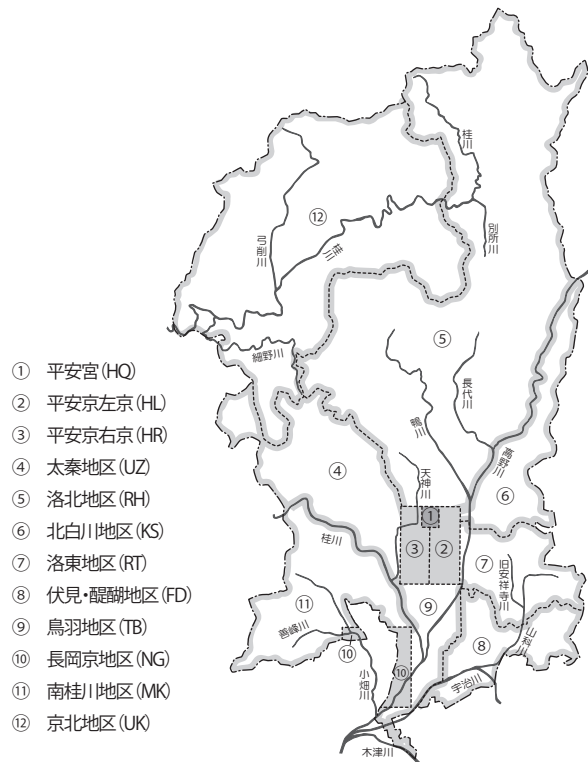 ① 平安宮(HQ)
② 平安京左京(HL)
③ 平安京右京(HR)
④ 太秦地区(UZ)
⑤ 洛北地区(RH)
⑥ 北白川地区(KS)
⑦ 洛東地区(RT)
⑧ 伏見・醍醐地区(FD)
⑨ 鳥羽地区(TB)
⑩ 長岡京地区(NG)
⑪ 南桂川地区(MK)
⑫ 京北地区(UK)
桂川
⑫
別所川
弓削川
桂川
細野川
⑤
長代川
鴨川
高野川
④
天神川
⑥
①
桂川
③
②
⑦
旧安祥寺川
⑪
⑨
山科川
善峰川
⑧
⑩
⑩
小畑川
宇治川
木津川